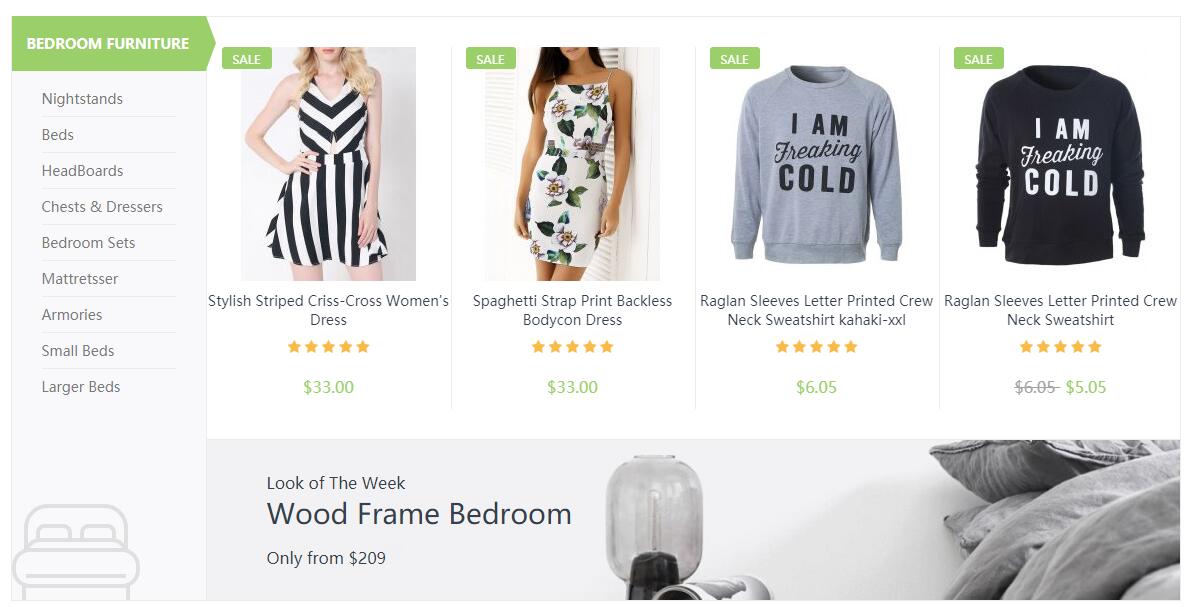 BEDROOM FURNITURE
Nightstands
Beds
HeadBoards
Chests & Dressers
Bedroom Sets
Mattretsser
Armories
Small Beds
Larger Beds
SALE
Stylish Striped Criss-Cross Women's
Dress
$33.00
SALE
Spaghetti Strap Print Backless
Bodycon Dress
$33.00
SALE
I AM
Freaking
COLD
Raglan Sleeves Letter Printed Crew
Neck Sweatshirt kahaki-xxl
$6.05
SALE
I AM
Freaking
COLD
Raglan Sleeves Letter Printed Crew
Neck Sweatshirt
$6.05 $5.05
Look of The Week
Wood Frame Bedroom
Only from $209